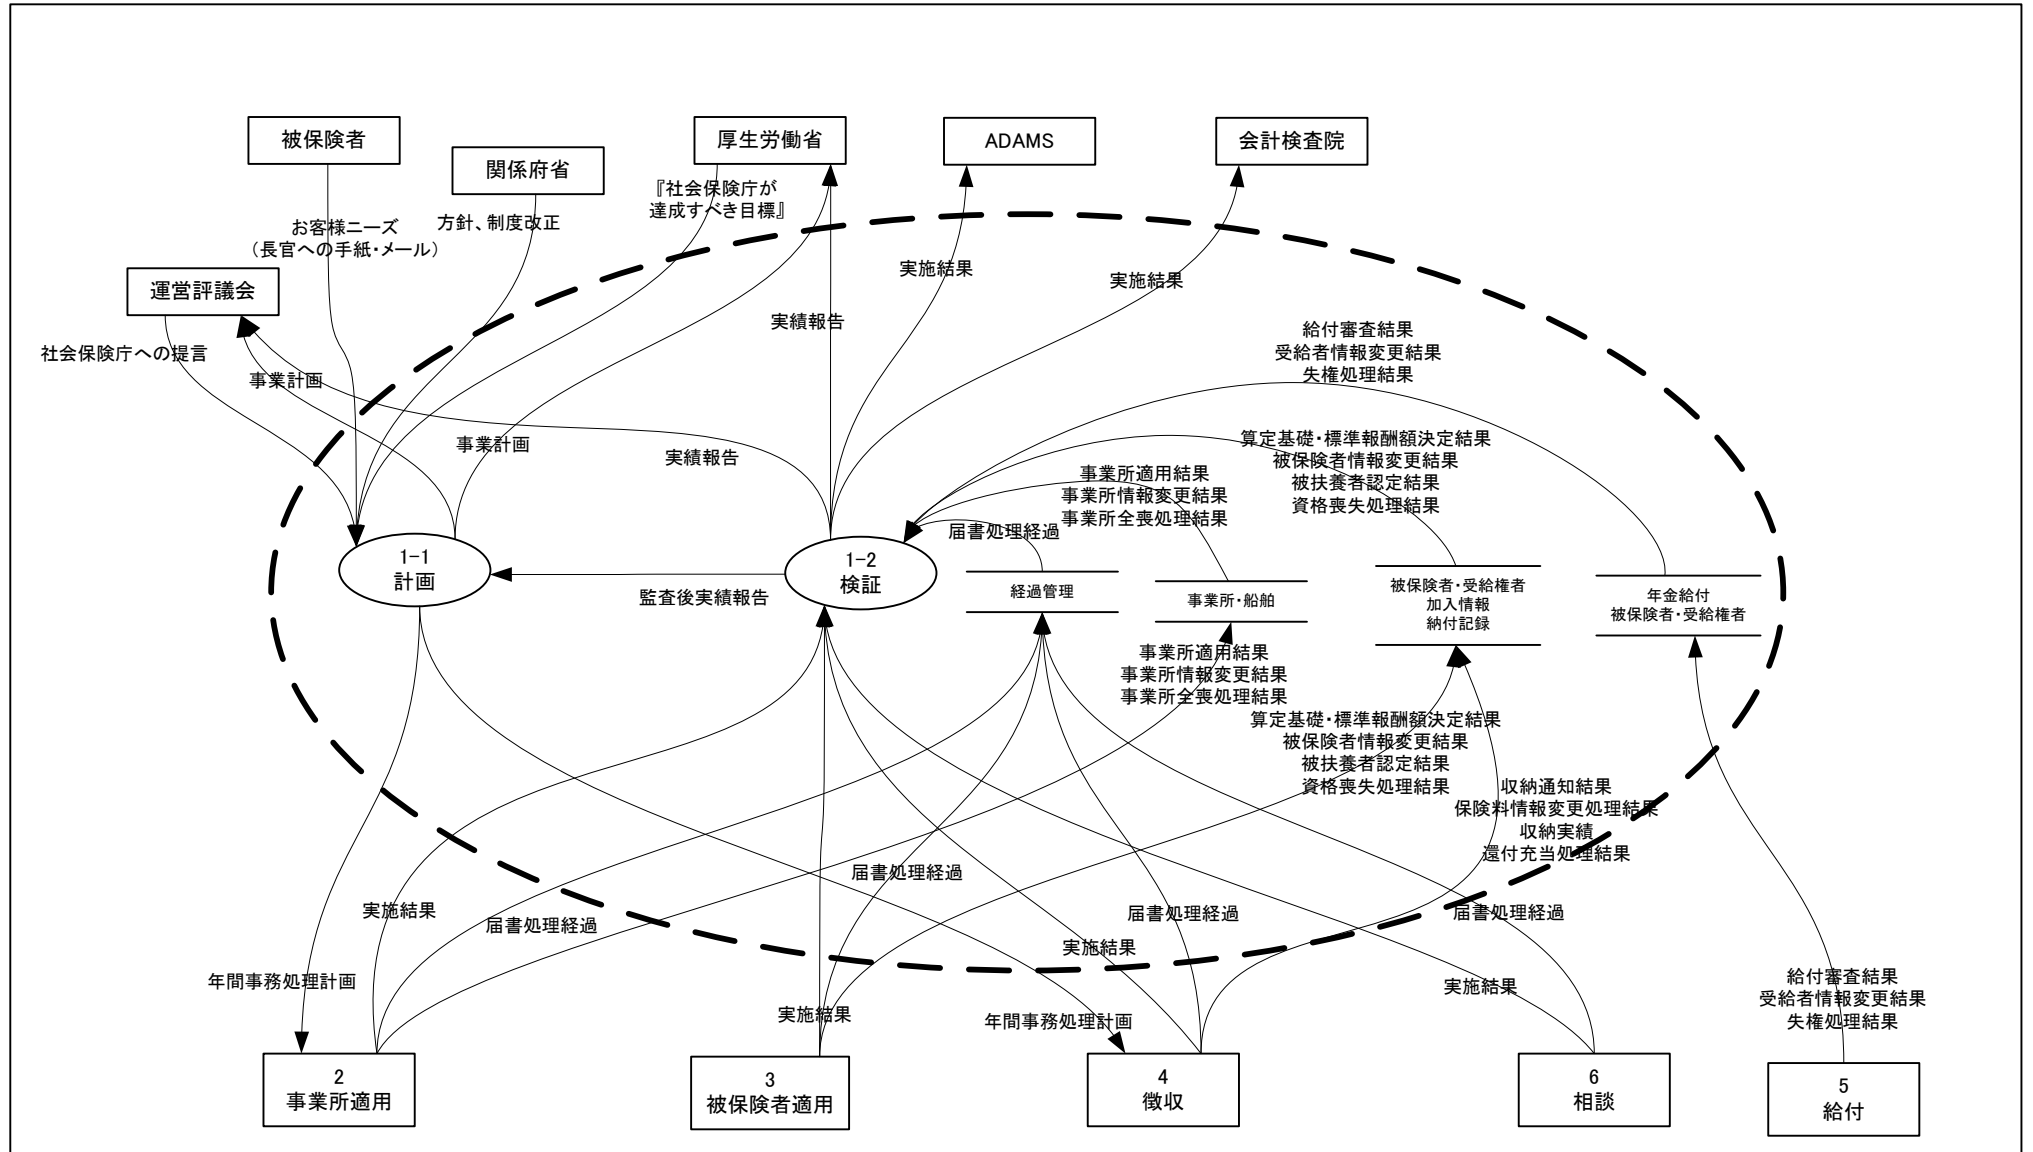 被保険者
関係府省
厚生労働省
ADAMS
会計検査院
『社会保険庁が
達成すべき目標』
お客様ニーズ
（長官への手紙・メール）
方針、制度改正
運営評議会
実施結果
実施結果
社会保険庁への提言
事業計画
実績報告
事業計画
実績報告
給付審査結果
受給者情報変更結果
失権処理結果
算定基礎・標準報酬額決定結果
被保険者情報変更結果
被扶養者認定結果
資格喪失処理結果
事業所適用結果
事業所情報変更結果
事業所全喪処理結果
届書処理経過
1-1
計画
監査後実績報告
1-2
検証
経過管理
事業所・船舶
被保険者・受給権者
加入情報
納付記録
年金給付
被保険者・受給権者
事業所適用結果
事業所情報変更結果
事業所全喪処理結果
算定基礎・標準報酬額決定結果
被保険者情報変更結果
被扶養者認定結果
資格喪失処理結果
収納通知結果
保険料情報変更処理結果
収納実績
還付充当処理結果
届書処理経過
実施結果
届書処理経過
届書処理経過
実施結果
届書処理経過
年間事務処理計画
実施結果
年間事務処理計画
実施結果
給付審査結果
受給者情報変更結果
失権処理結果
2
事業所適用
3
被保険者適用
4
徴収
6
相談
5
給付